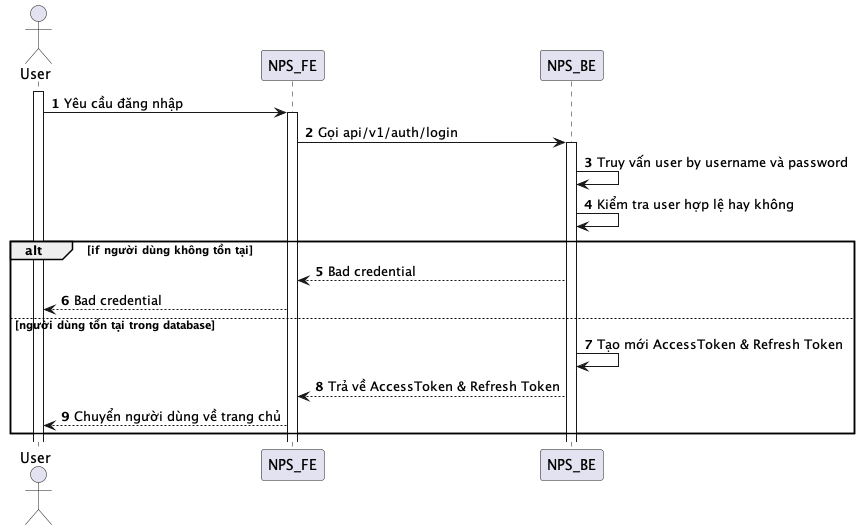 User
NPS_FE
NPS_BE
1 Yêu cầu đăng nhập
2 Gọi api/v1/auth/login
3 Truy vấn user by username và password
4 Kiểm tra user hợp lệ hay không
alt [if người dùng không tồn tại]
5 Bad credential
6 Bad credential
[người dùng tồn tại trong database]
7 Tạo mới AccessToken & Refresh Token
8 Trả về AccessToken & Refresh Token
9 Chuyển người dùng về trang chủ
User
NPS_FE
NPS_BE